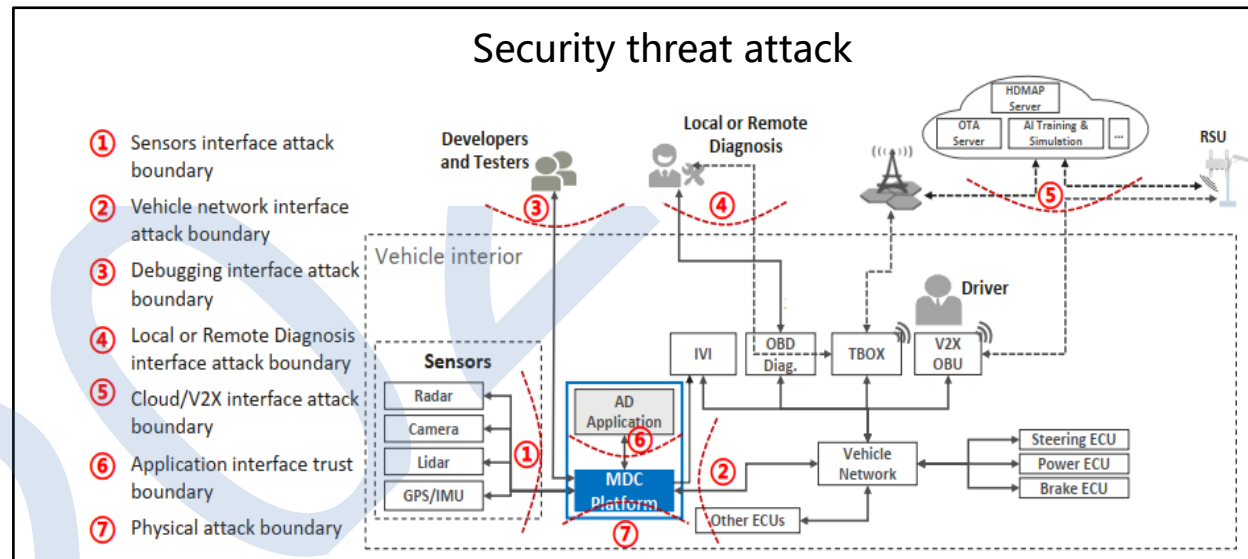 Security threat attack
① Sensors interface attack
boundary
② Vehicle network interface
attack boundary
③ Debugging interface attack
boundary
④ Local or Remote Diagnosis
interface attack boundary
⑤ Cloud/V2X interface attack
boundary
⑥ Application interface trust
boundary
⑦ Physical attack boundary
Developers
and Testers
Local or Remote
Diagnosis
HDMAP
Server
OTA
Server
AI Training &
Simulation
...
RSU
③
④
⑤
Vehicle interior
Driver
Sensors
Radar
Camera
Lidar
GPS/IMU
①
AD
Application
⑥
MDC
Platform
⑦
②
IVI
OBD
Diag.
TBOX
V2X
OBU
Vehicle
Network
Other ECUs
Steering ECU
Power ECU
Brake ECU